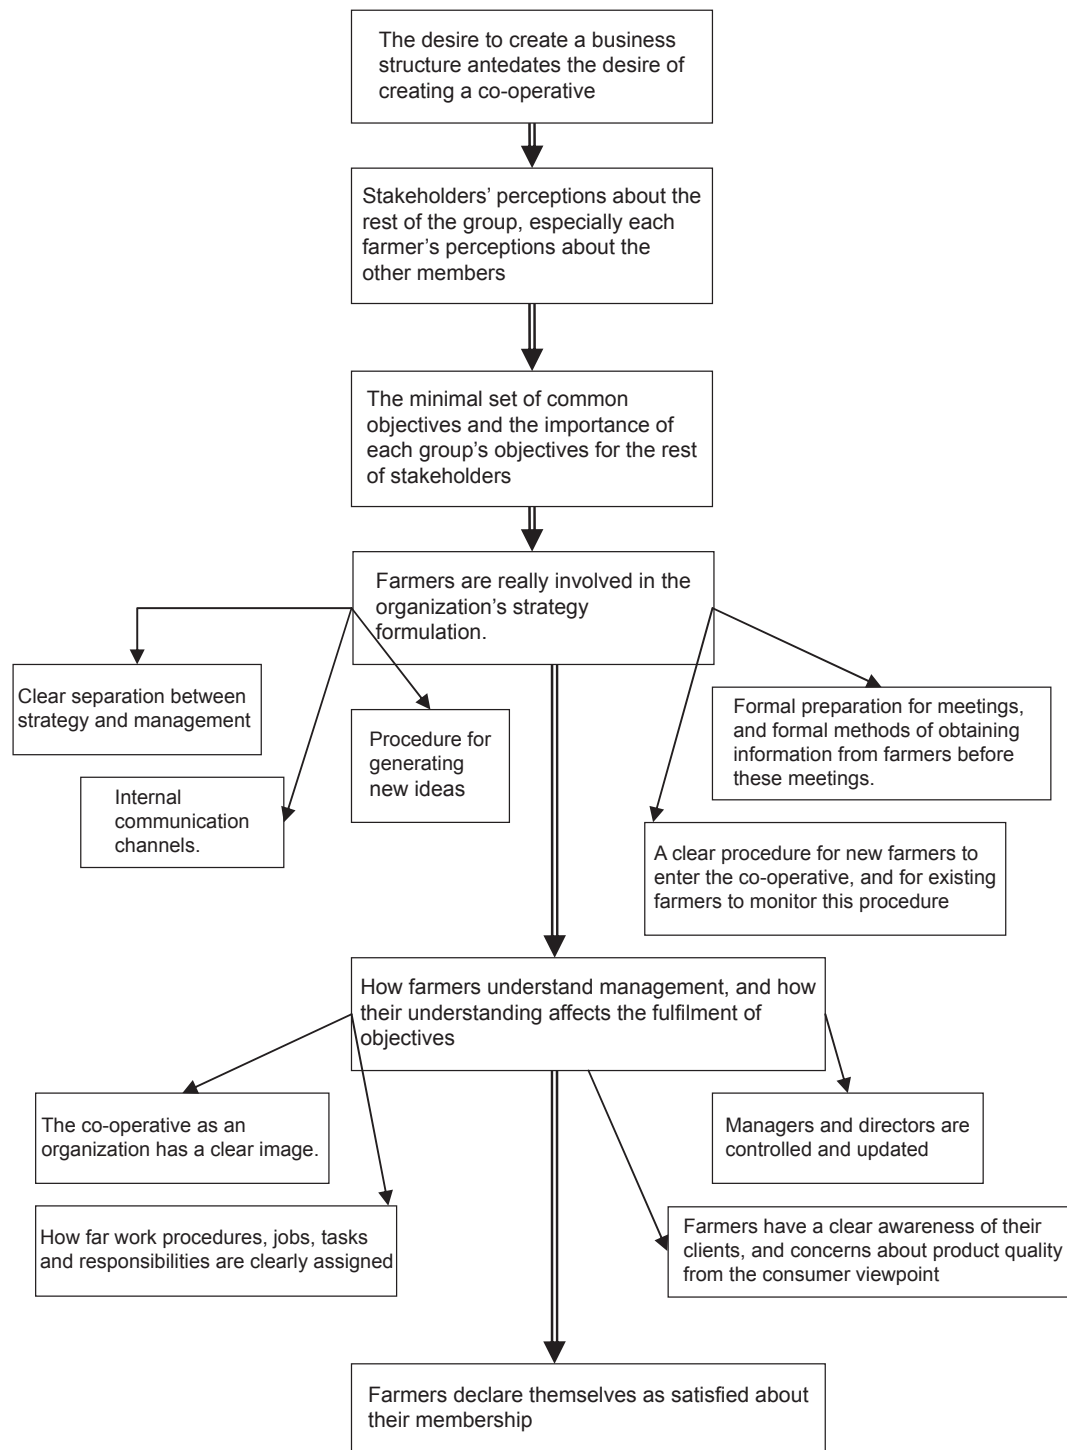 The desire to create a business
structure antedates the desire of
creating a co-operative
Stakeholders’ perceptions about the
rest of the group, especially each
farmer’s perceptions about the
other members
The minimal set of common
objectives and the importance of
each group’s objectives for the rest
of stakeholders
Farmers are really involved in the
organization’s strategy
formulation.
Clear separation between
strategy and management
Internal
communication
channels.
Procedure for
generating
new ideas
Formal preparation for meetings,
and formal methods of obtaining
information from farmers before
these meetings.
A clear procedure for new farmers to
enter the co-operative, and for existing
farmers to monitor this procedure
How farmers understand management, and how
their understanding affects the fulfilment of
objectives
The co-operative as an
organization has a clear image.
How far work procedures, jobs, tasks
and responsibilities are clearly assigned
Managers and directors are
controlled and updated
Farmers have a clear awareness of their
clients, and concerns about product quality
from the consumer viewpoint
Farmers declare themselves as satisfied about
their membership